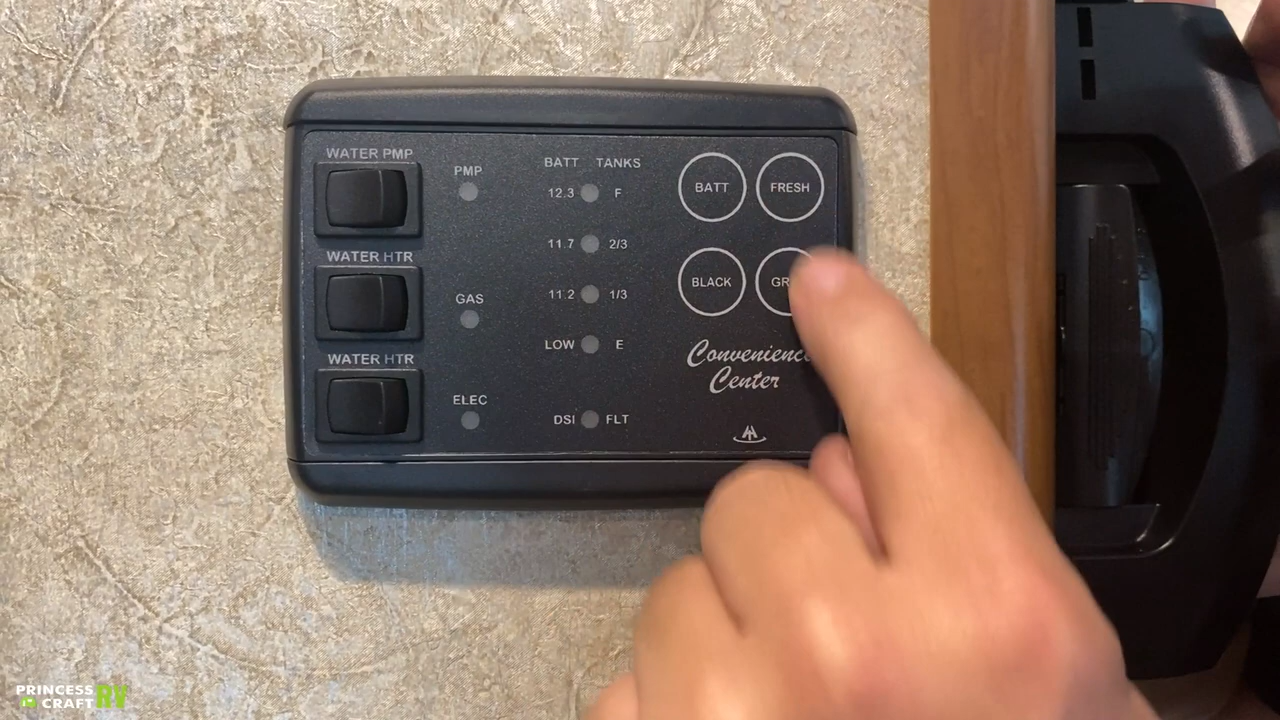 WATER PMP
PMP
BATT TANKS
12.3 F
BATT
FRESH
11.7 2/3
WATER HTR
GAS
11.2 1/3
BLACK
LOW E
Convenience
Center
WATER HTR
ELEC
DSI FLT
PRINCESS
CRAFT RV